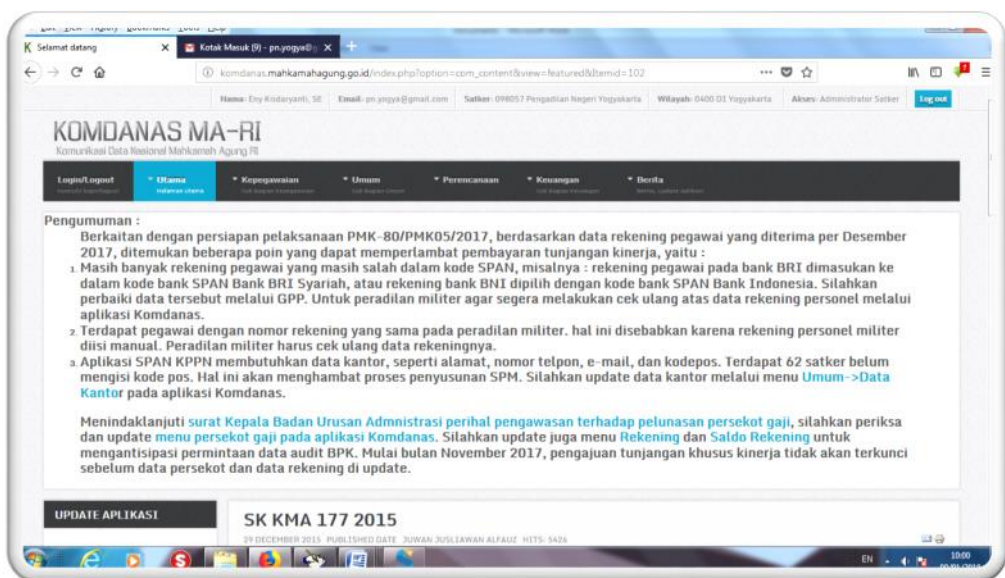 Edit View History Bookmarks Tools Help
Selamat datang
Kotak Masuk (9) - pn.yogya@
komdanas.mahkamahagung.go.id/index.php?option=com_content&view=featured&Itemid=102
Nama: Eny Kodaryanti, SE Email: pn.yogya@gmail.com Satker: 098057 Pengadilan Negeri Yogyakarta Wilayah: 0400-DI Yogyakarta Akses: Administrator Satker Log out
KOMDANAS MA-RI
Komunikasi Data Nasional Mahkamah Agung RI
Login/Logout Utama Kepegawaian Umum Perencanaan Keuangan Berita
Halaman Utama
Pengumuman :
Berkaitan dengan persiapan pelaksanaan PMK-80/PMK05/2017, berdasarkan data rekening pegawai yang diterima per Desember
2017, ditemukan beberapa poin yang dapat memperlambat pembayaran tunjangan kinerja, yaitu :
1. Masih banyak rekening pegawai yang masih salah dalam kode SPAN, misalnya : rekening pegawai pada bank BRI dimasukan ke
dalam kode bank SPAN Bank BRI Syariah, atau rekening bank BNI dipilih dengan kode bank SPAN Bank Indonesia. Silahkan
perbaiki data tersebut melalui GPP. Untuk peradilan militer agar segera melakukan cek ulang atas data rekening personel melalui
aplikasi Komdanas.
2. Terdapat pegawai dengan nomor rekening yang sama pada peradilan militer. hal ini disebabkan karena rekening personel militer
diisi manual. Peradilan militer harus cek ulang data rekeningnya.
3. Aplikasi SPAN KPPN membutuhkan data kantor, seperti alamat, nomor telpon, e-mail, dan kodepos. Terdapat 62 satker belum
mengisi kode pos. Hal ini akan menghambat proses penyusunan SPM. Silahkan update data kantor melalui menu Umum->Data
Kantor pada aplikasi Komdanas.
Menindaklanjuti surat Kepala Badan Urusan Admnistrasi perihal pengawasan terhadap pelunasan persekot gaji, silahkan periksa
dan update menu persekot gaji pada aplikasi Komdanas. Silahkan update juga menu Rekening dan Saldo Rekening untuk
mengantisipasi permintaan data audit BPK. Mulai bulan November 2017, pengajuan tunjangan khusus kinerja tidak akan terkunci
sebelum data persekot dan data rekening di update.
UPDATE APLIKASI
SK KMA 177 2015
29 DECEMBER 2015 PUBLISHED DATE JUWAN JUSLIAWAN ALFAUZ HITS: 5426
EN 10:00